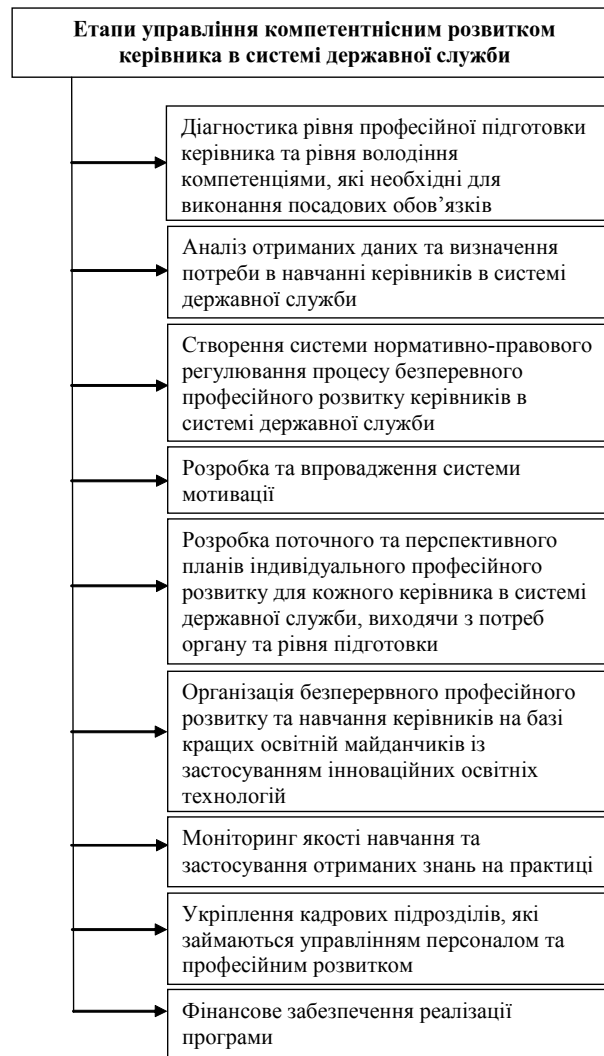 Етапи управління компетентнісним розвитком
керівника в системі державної служби
Діагностика рівня професійної підготовки
керівника та рівня володіння
компетенціями, які необхідні для
виконання посадових обов’язків
Аналіз отриманих даних та визначення
потреби в навчанні керівників в системі
державної служби
Створення системи нормативно-правового
регулювання процесу безперевного
професійного розвитку керівників в
системі державної служби
Розробка та впровадження системи
мотивації
Розробка поточного та перспективного
планів індивідуального професійного
розвитку для кожного керівника в системі
державної служби, виходячи з потреб
органу та рівня підготовки
Організація безперервного професійного
розвитку та навчання керівників на базі
кращих освітній майданчиків із
застосуванням інноваційних освітніх
технологій
Моніторинг якості навчання та
застосування отриманих знань на практиці
Укріплення кадрових підрозділів, які
займаються управлінням персоналом та
професійним розвитком
Фінансове забезпечення реалізації
програми